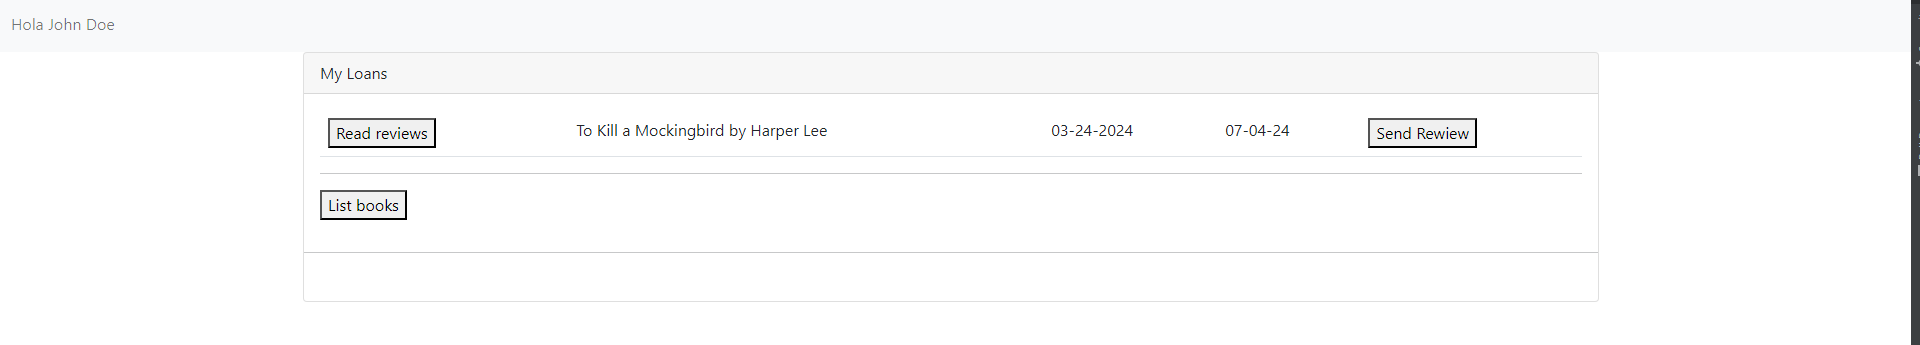 Hola John Doe
My Loans
Read reviews To Kill a Mockingbird by Harper Lee 03-24-2024 07-04-24 Send Rewiew
List books